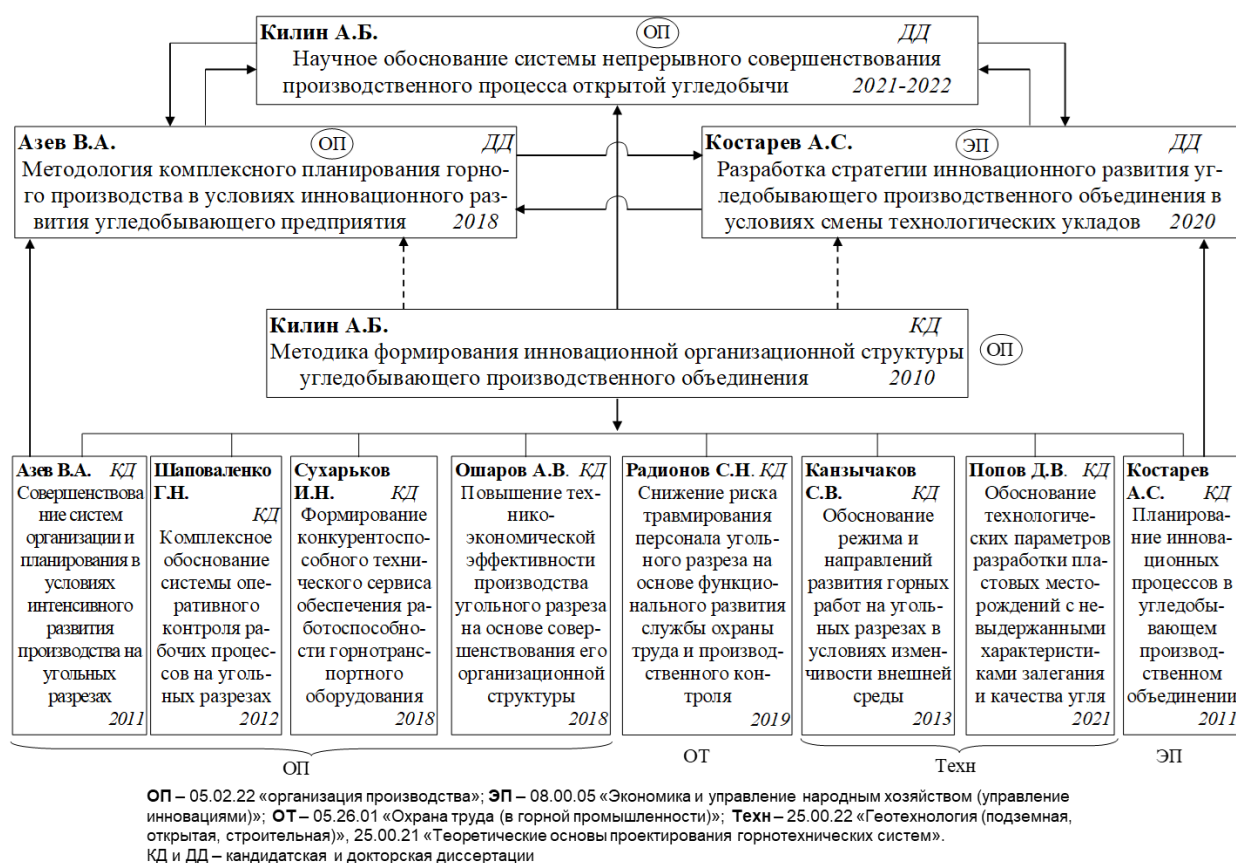 Килин А.Б. ОП ДД
Научное обоснование системы непрерывного совершенствования
производственного процесса открытой угледобычи 2021-2022
Азев В.А. ОП ДД
Методология комплексного планирования горно-
го производства в условиях инновационного раз-
вития угледобывающего предприятия 2018
Костарев А.С. ЭП ДД
Разработка стратегии инновационного развития уг-
ледобывающего производственного объединения в
условиях смены технологических укладов 2020
Килин А.Б. КД
Методика формирования инновационной организационной структуры
угледобывающего производственного объединения 2010
ОП
Азев В.А. КД
Совершенствова
ние систем
организации и
планирования в
условиях
интенсивного
развития
производства на
угольных
разрезах
2011
Шаповаленко
Г.Н.
КД
Комплексное
обоснование
системы опе-
ративного
контроля ра-
бочих процес-
сов на уголь-
ных разрезах
2012
Сухарьков
И.Н. КД
Формирование
конкурентоспо-
собного техни-
ческого сервиса
обеспечения ра-
ботоспособно-
сти горнотранс-
портного
оборудования
2018
Ошаров А.В. КД
Повышение тех-
нико-
экономической
эффективности
производства
угольного разреза
на основе совер-
шенствования его
организационной
структуры
2018
Радионов С.Н. КД
Снижение риска
травмирования
персонала уголь-
ного разреза на
основе функцио-
нального развития
службы охраны
труда и производ-
ственного кон-
троля
2019
Канзычаков
С.В. КД
Обоснование
режима и
направлений
развития горных
работ на уголь-
ных разрезах в
условиях измен-
чивости внешней
среды
2013
Попов Д.В. КД
Обоснование
технологиче-
ских параметров
разработки пла-
стовых место-
рождений с не-
выдержанными
характеристи-
ками залегания
и качества угля
2021
Костарев
А.С. КД
Планирова-
ние иннова-
ционных
процессов в
угледобы-
вающем
производ-
ственном
объединении
2011
ОП
ОТ
Техн
ЭП
ОП – 05.02.22 «организация производства»; ЭП – 08.00.05 «Экономика и управление народным хозяйством (управление
инновациями)»; ОТ – 05.26.01 «Охрана труда (в горной промышленности)»; Техн – 25.00.22 «Геотехнология (подземная,
открытая, строительная)», 25.00.21 «Теоретические основы проектирования горнотехнических систем».
КД и ДД – кандидатская и докторская диссертации